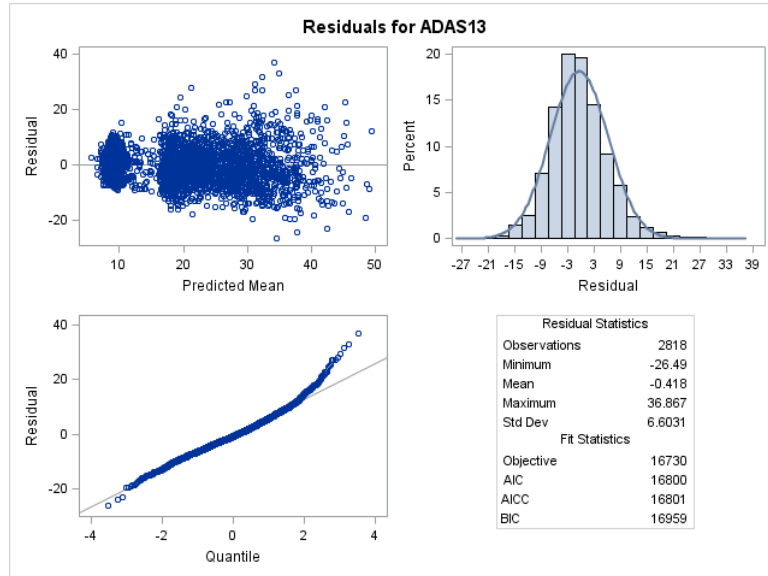 Residuals for ADAS13
40
20
0
-20
Residual
10 20 30 40 50
Predicted Mean
20
15
10
5
0
Percent
-27 -21 -15 -9 -3 3 9 15 21 27 33 39
Residual
40
20
0
-20
Residual
-4 -2 0 2 4
Quantile
Residual Statistics
Observations 2818
Minimum -26.49
Mean -0.418
Maximum 36.867
Std Dev 6.6031
Fit Statistics
Objective 16730
AIC 16800
AICC 16801
BIC 16959